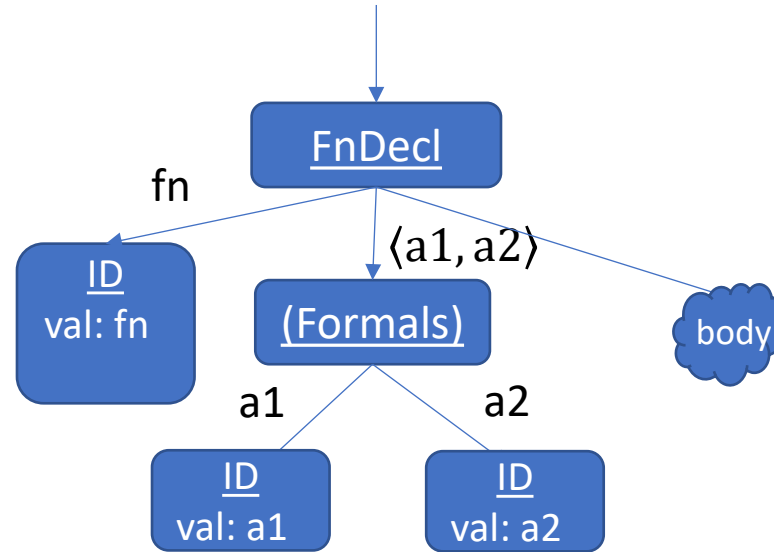 FnDecl
fn
⟨a1, a2⟩
ID
val: fn
(Formals)
body
a1
a2
ID
val: a1
ID
val: a2